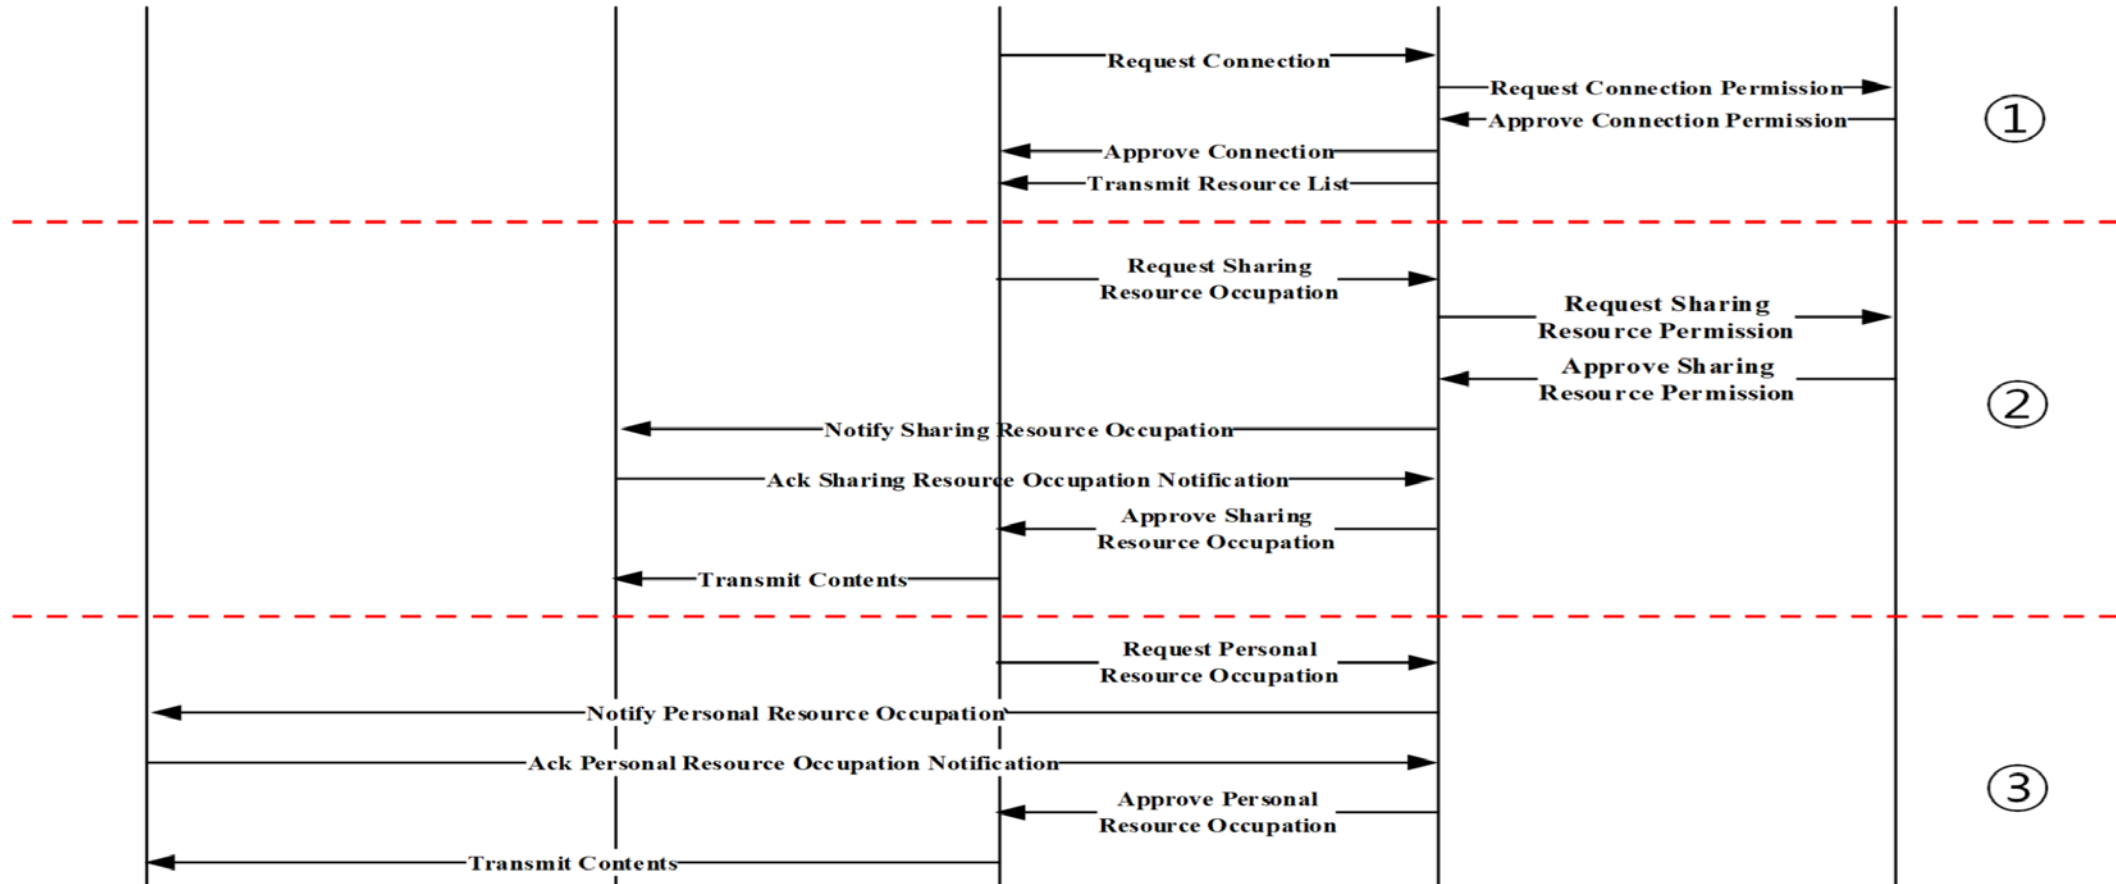 Request Connection
Request Connection Permission
Approve Connection Permission
①
Approve Connection
Transmit Resource List
Request Sharing
Resource Occupation
Request Sharing
Resource Permission
Approve Sharing
Resource Permission
②
Notify Sharing Resource Occupation
Ack Sharing Resource Occupation Notification
Approve Sharing
Resource Occupation
Transmit Contents
Request Personal
Resource Occupation
Notify Personal Resource Occupation
Ack Personal Resource Occupation Notification
③
Approve Personal
Resource Occupation
Transmit Contents